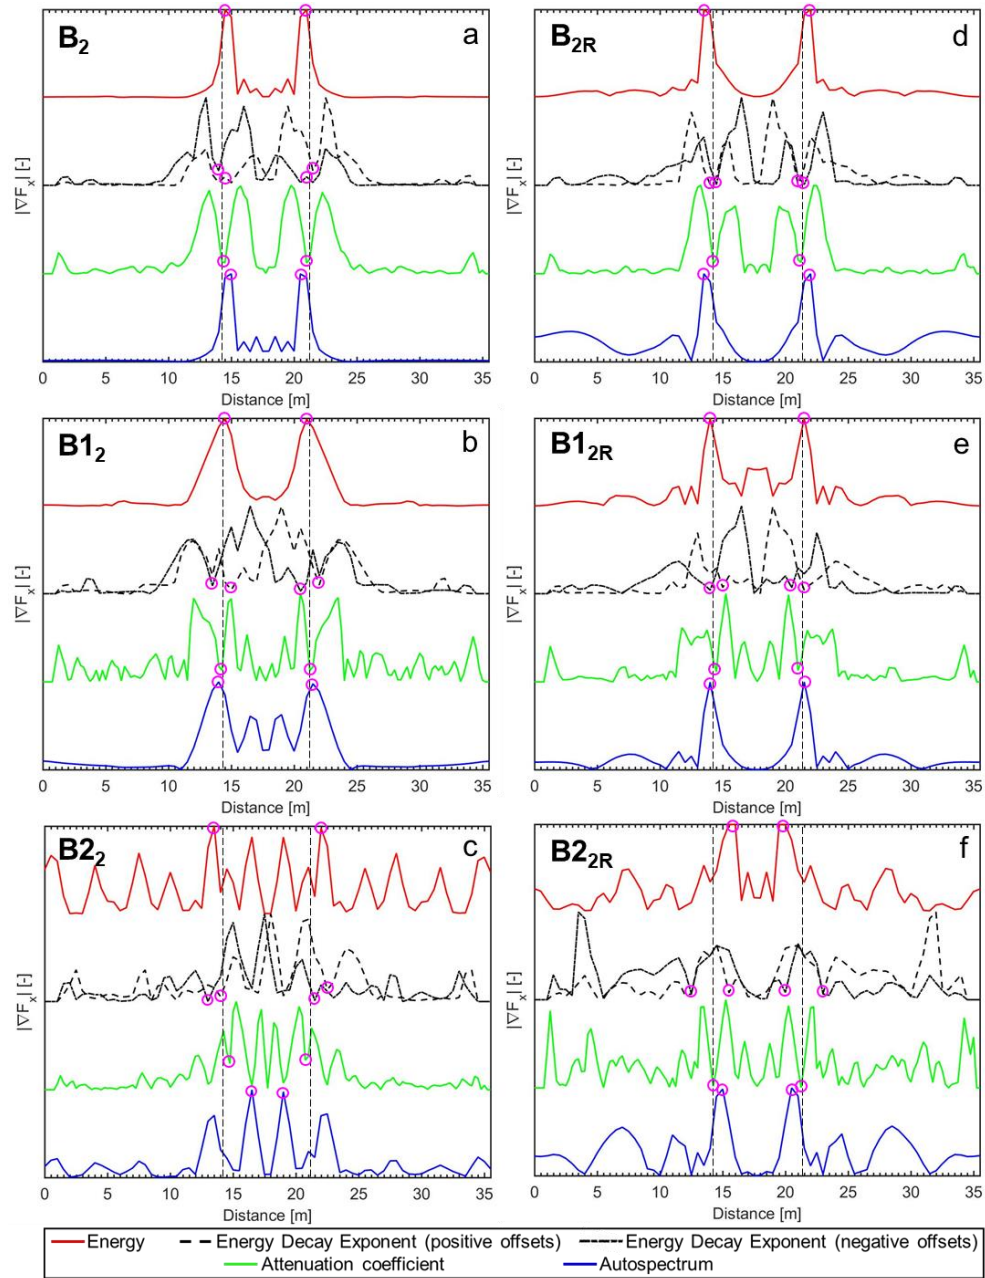 B2 a
|∇Fx| [-]
0 5 10 15 20 25 30 35
Distance [m]
B2R d
|∇Fx| [-]
0 5 10 15 20 25 30 35
Distance [m]
B12 b
|∇Fx| [-]
0 5 10 15 20 25 30 35
Distance [m]
B12R e
|∇Fx| [-]
0 5 10 15 20 25 30 35
Distance [m]
B22 c
|∇Fx| [-]
0 5 10 15 20 25 30 35
Distance [m]
B22R f
|∇Fx| [-]
0 5 10 15 20 25 30 35
Distance [m]
Energy Energy Decay Exponent (positive offsets) Energy Decay Exponent (negative offsets)
Attenuation coefficient Autospectrum